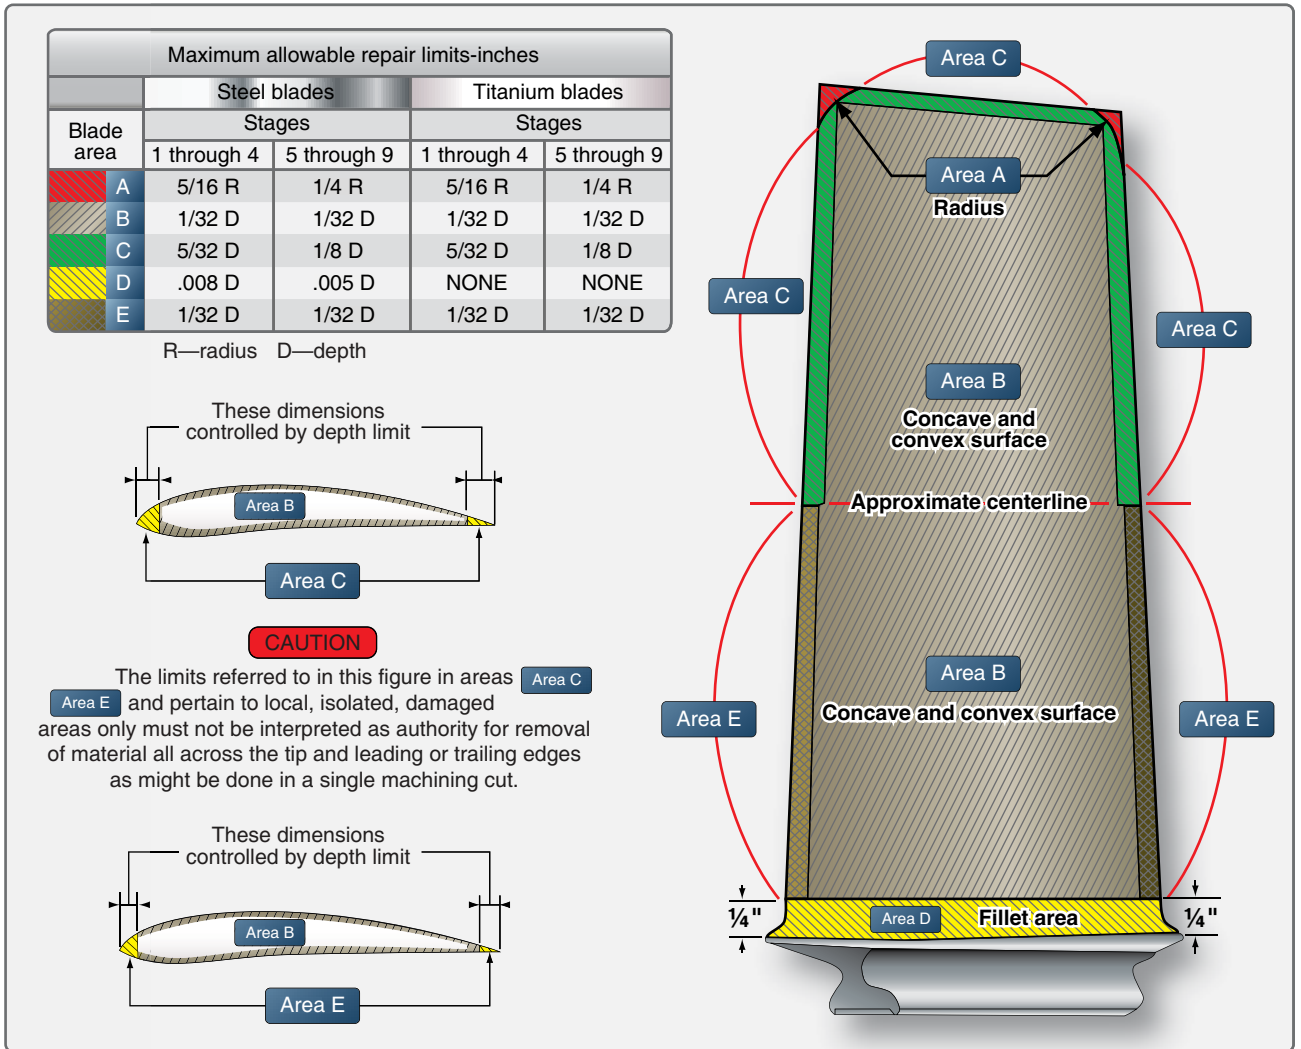 Maximum allowable repair limits-inches
Steel blades Titanium blades
Blade area Stages Stages
1 through 4 5 through 9 1 through 4 5 through 9
A 5/16 R 1/4 R 5/16 R 1/4 R
B 1/32 D 1/32 D 1/32 D 1/32 D
C 5/32 D 1/8 D 5/32 D 1/8 D
D .008 D .005 D NONE NONE
E 1/32 D 1/32 D 1/32 D 1/32 D
R—radius D—depth
These dimensions
controlled by depth limit
Area B
Area C
CAUTION
The limits referred to in this figure in areas Area C
Area E and pertain to local, isolated, damaged
areas only must not be interpreted as authority for removal
of material all across the tip and leading or trailing edges
as might be done in a single machining cut.
These dimensions
controlled by depth limit
Area B
Area E
Area C
Area A
Radius
Area C
Area C
Area B
Concave and
convex surface
Approximate centerline
Area B
Concave and convex surface
Area E
Area E
1/4"
Area D Fillet area
1/4"